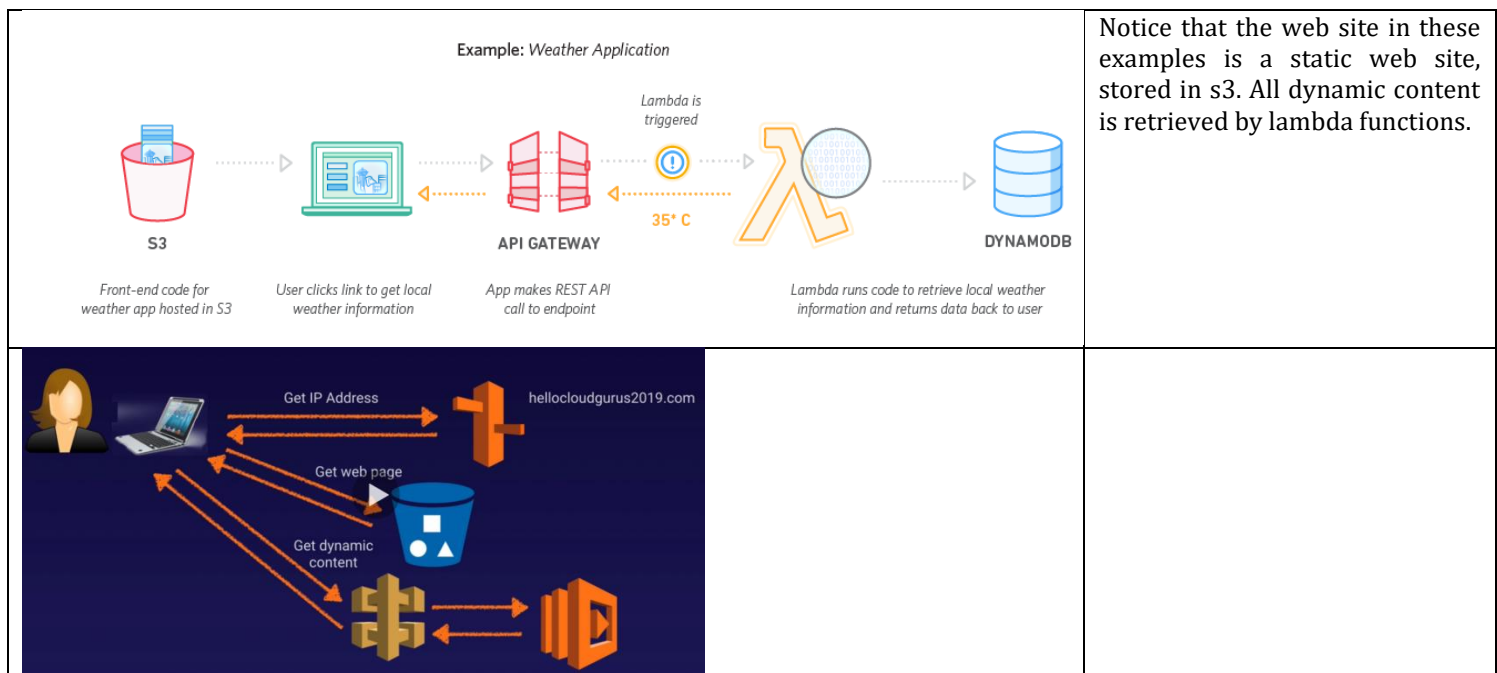 Example: Weather Application
Lambda is
triggered
35° C
S3
API GATEWAY
DYNAMODB
Front-end code for
weather app hosted in S3
User clicks link to get local
weather information
App makes REST API
call to endpoint
Lambda runs code to retrieve local weather
information and returns data back to user
Notice that the web site in these
examples is a static web site,
stored in s3. All dynamic content
is retrieved by lambda functions.
Get IP Address
hellocloudgurus2019.com
Get web page
Get dynamic
content